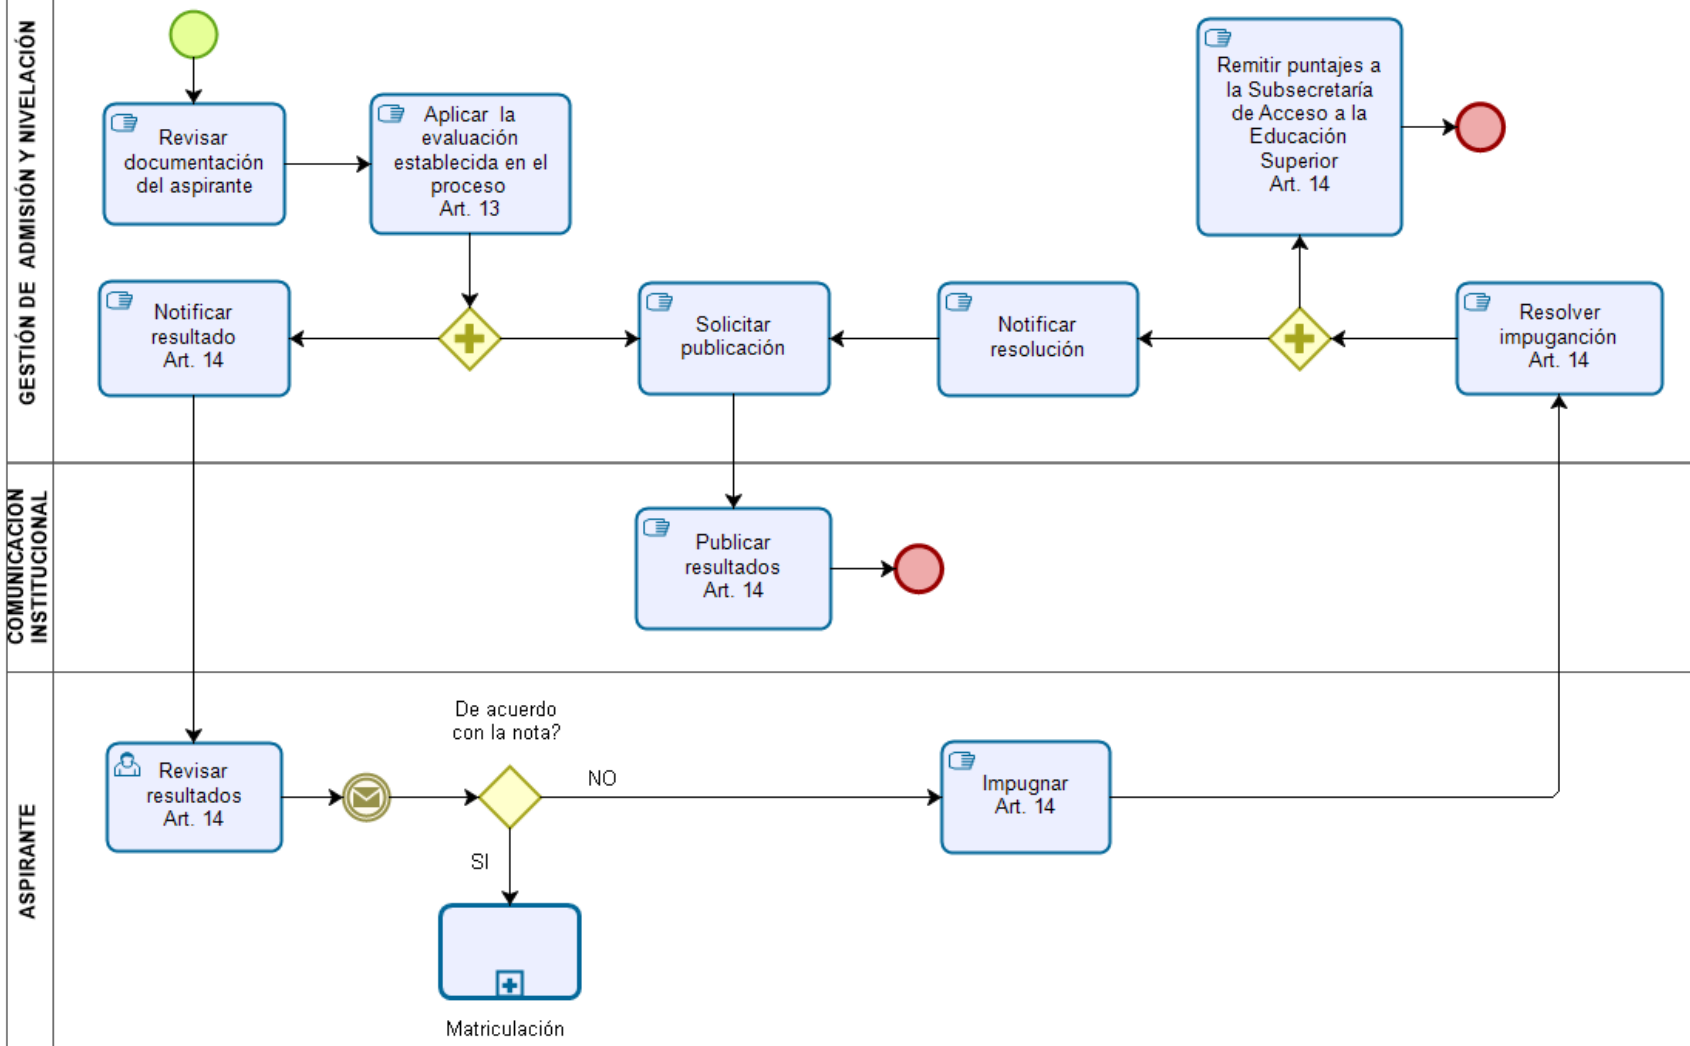 GESTIÓN DE ADMISIÓN Y NIVELACIÓN
Revisar
documentación
del aspirante
Aplicar la
evaluación
establecida en el
proceso
Art. 13
Remitir puntajes a
la Subsecretaría
de Acceso a la
Educación
Superior
Art. 14
Notificar
resultado
Art. 14
Solicitar
publicación
Notificar
resolución
Resolver
impuganción
Art. 14
COMUNICACIÓN
INSTITUCIONAL
Publicar
resultados
Art. 14
ASPIRANTE
Revisar
resultados
Art. 14
De acuerdo
con la nota?
NO
SI
Impugnar
Art. 14
Matriculación